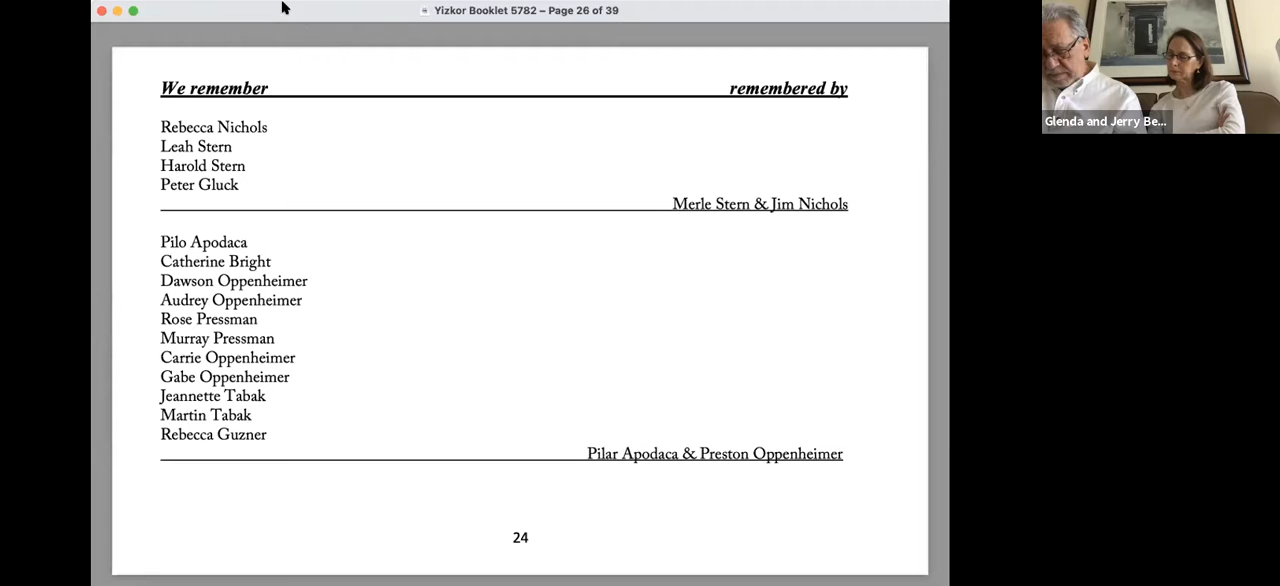 Yizkor Booklet 5782 – Page 26 of 39
We remember remembered by
Rebecca Nichols
Leah Stern
Harold Stern
Peter Gluck
Merle Stern & Jim Nichols
Pilo Apodaca
Catherine Bright
Dawson Oppenheimer
Audrey Oppenheimer
Rose Pressman
Murray Pressman
Carrie Oppenheimer
Gabe Oppenheimer
Jeannette Tabak
Martin Tabak
Rebecca Guzner
Pilar Apodaca & Preston Oppenheimer
24
Glenda and Jerry Be...